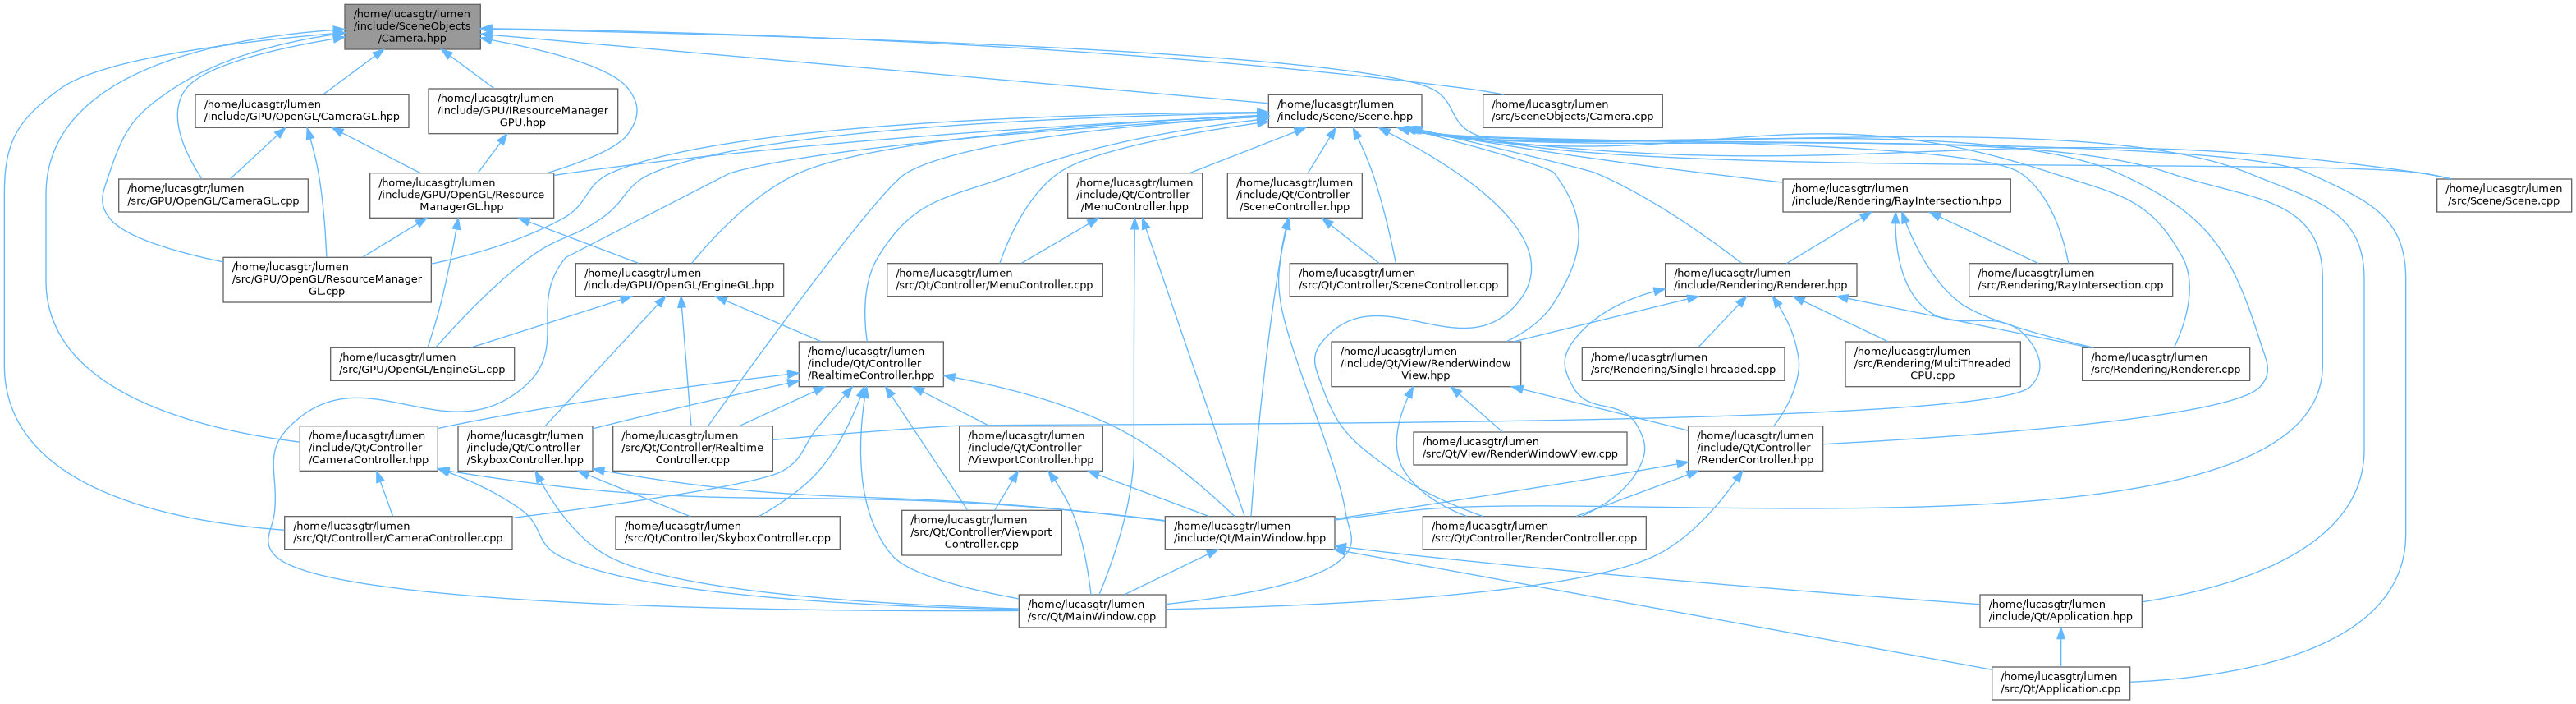 /home/lucasgtr/lumen
/include/SceneObjects
/Camera.hpp
/home/lucasgtr/lumen
/include/GPU/OpenGL/CameraGL.hpp
/home/lucasgtr/lumen
/include/GPU/IResourceManager
GPU.hpp
/home/lucasgtr/lumen
/include/Scene/Scene.hpp
/home/lucasgtr/lumen
/src/SceneObjects/Camera.cpp
/home/lucasgtr/lumen
/src/GPU/OpenGL/CameraGL.cpp
/home/lucasgtr/lumen
/include/GPU/OpenGL/Resource
ManagerGL.hpp
/home/lucasgtr/lumen
/include/Qt/Controller
/MenuController.hpp
/home/lucasgtr/lumen
/include/Qt/Controller
/SceneController.hpp
/home/lucasgtr/lumen
/include/Rendering/RayIntersection.hpp
/home/lucasgtr/lumen
/src/Scene/Scene.cpp
/home/lucasgtr/lumen
/src/GPU/OpenGL/ResourceManager
GL.cpp
/home/lucasgtr/lumen
/include/GPU/OpenGL/EngineGL.hpp
/home/lucasgtr/lumen
/src/Qt/Controller/MenuController.cpp
/home/lucasgtr/lumen
/src/Qt/Controller/SceneController.cpp
/home/lucasgtr/lumen
/include/Rendering/Renderer.hpp
/home/lucasgtr/lumen
/src/Rendering/RayIntersection.cpp
/home/lucasgtr/lumen
/src/GPU/OpenGL/EngineGL.cpp
/home/lucasgtr/lumen
/include/Qt/Controller
/RealtimeController.hpp
/home/lucasgtr/lumen
/include/Qt/View/RenderWindow
View.hpp
/home/lucasgtr/lumen
/src/Rendering/SingleThreaded.cpp
/home/lucasgtr/lumen
/src/Rendering/MultiThreaded
CPU.cpp
/home/lucasgtr/lumen
/src/Rendering/Renderer.cpp
/home/lucasgtr/lumen
/include/Qt/Controller
/CameraController.hpp
/home/lucasgtr/lumen
/include/Qt/Controller
/SkyboxController.hpp
/home/lucasgtr/lumen
/src/Qt/Controller/Realtime
Controller.cpp
/home/lucasgtr/lumen
/include/Qt/Controller
/ViewportController.hpp
/home/lucasgtr/lumen
/src/Qt/View/RenderWindowView.cpp
/home/lucasgtr/lumen
/include/Qt/Controller
/RenderController.hpp
/home/lucasgtr/lumen
/src/Qt/Controller/CameraController.cpp
/home/lucasgtr/lumen
/src/Qt/Controller/SkyboxController.cpp
/home/lucasgtr/lumen
/src/Qt/Controller/Viewport
Controller.cpp
/home/lucasgtr/lumen
/include/Qt/MainWindow.hpp
/home/lucasgtr/lumen
/src/Qt/Controller/RenderController.cpp
/home/lucasgtr/lumen
/src/Qt/MainWindow.cpp
/home/lucasgtr/lumen
/include/Qt/Application.hpp
/home/lucasgtr/lumen
/src/Qt/Application.cpp